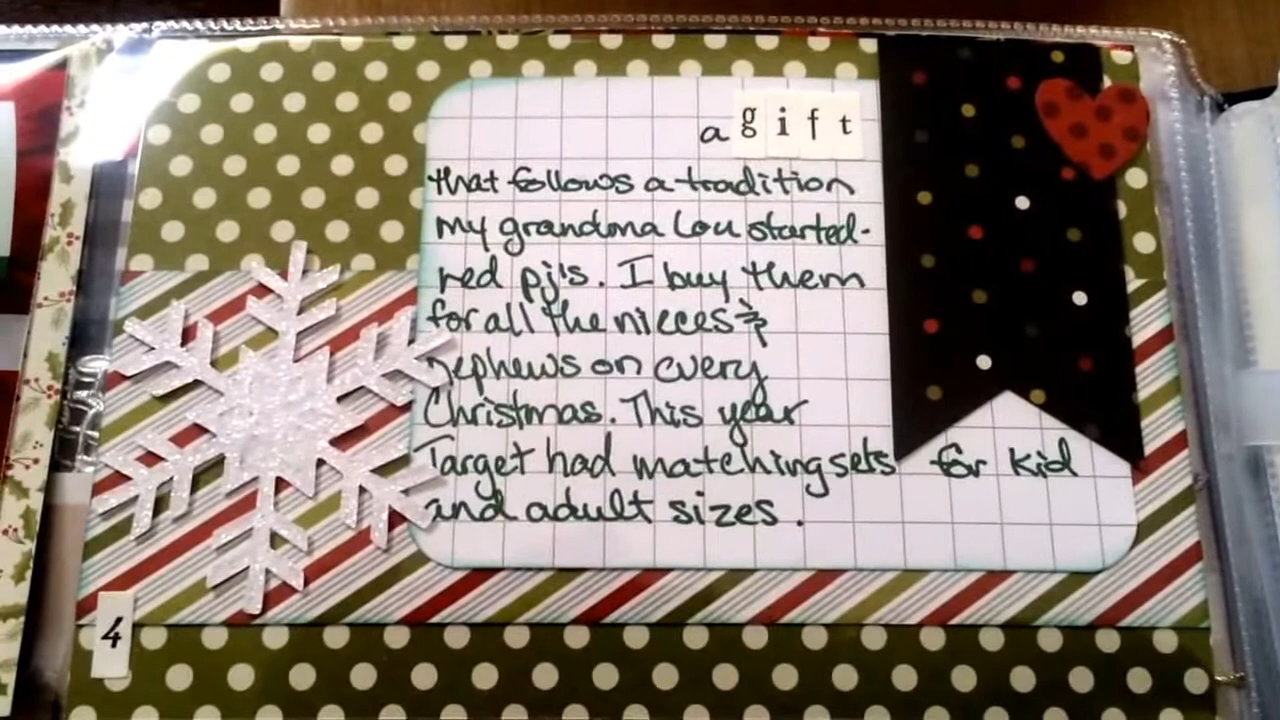 a gift
that follows a tradition
my grandma Lou started-
red pj's. I buy them
for all the nieces &
nephews on every
Christmas. This year
Target had matching sets for kid
and adult sizes.
4